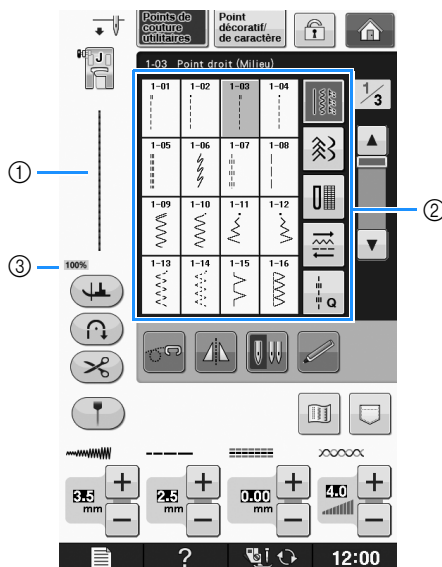 Points de
couture
utilitaires
Point
décoratif/
de caractère
J
1-03 Point droit (Milieu)
1/3
1-01 1-02 1-03 1-04
1-05 1-06 1-07 1-08
1-09 1-10 1-11 1-12
1-13 1-14 1-15 1-16
Q
①
②
③
100%
3.5
mm
2.5
mm
0.00
mm
4.0
+ + + +
− − − −
? 12:00